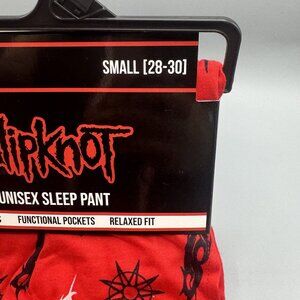 SMALL [28-30]
lipknot
UNISEX SLEEP PANT
FUNCTIONAL POCKETS RELAXED FIT